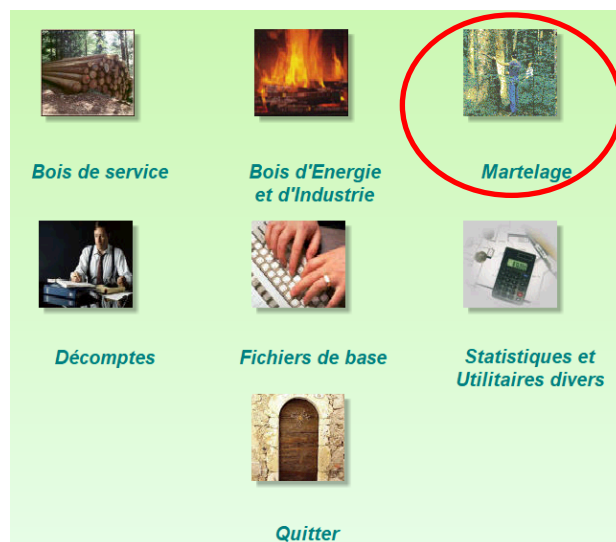 Bois de service
Bois d'Energie
et d'Industrie
Martelage
Décomptes
Fichiers de base
Statistiques et
Utilitaires divers
Quitter